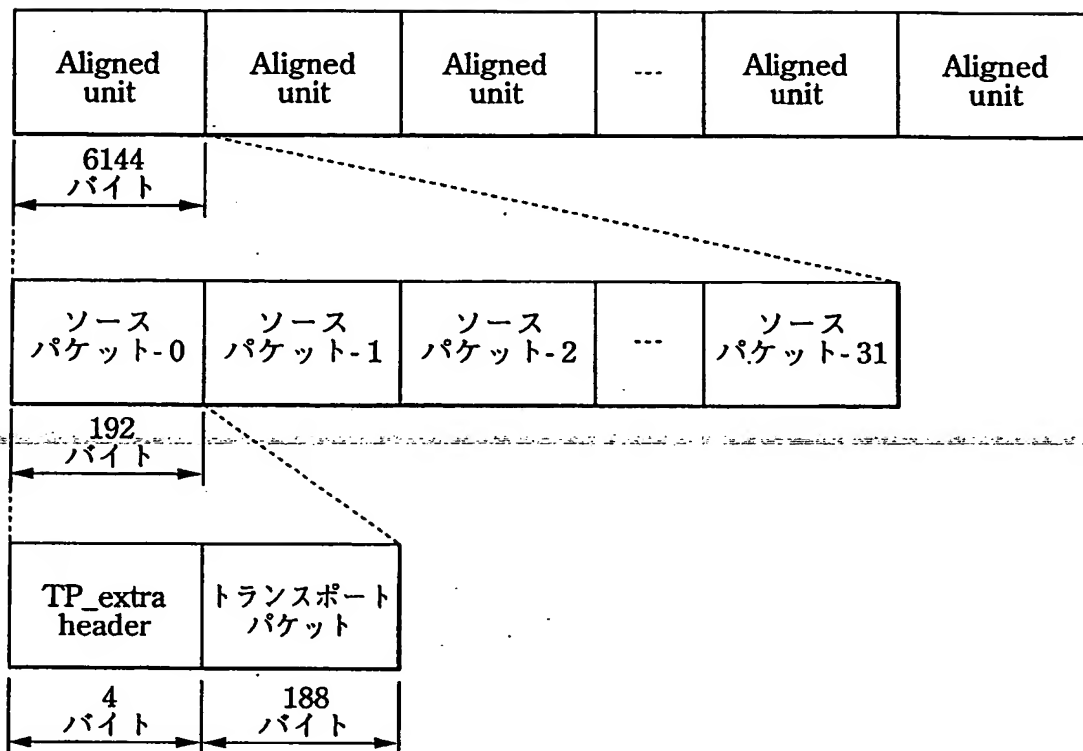 Aligned unit
Aligned unit
Aligned unit
---
Aligned unit
Aligned unit
6144
バイト
ソース
パケット-0
ソース
パケット-1
ソース
パケット-2
---
ソース
パケット-31
192
バイト
TP_extra
header
トランスポート
パケット
4
バイト
188
バイト